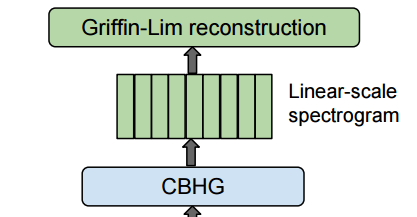 Griffin-Lim reconstruction
Linear-scale
spectrogram
CBHG